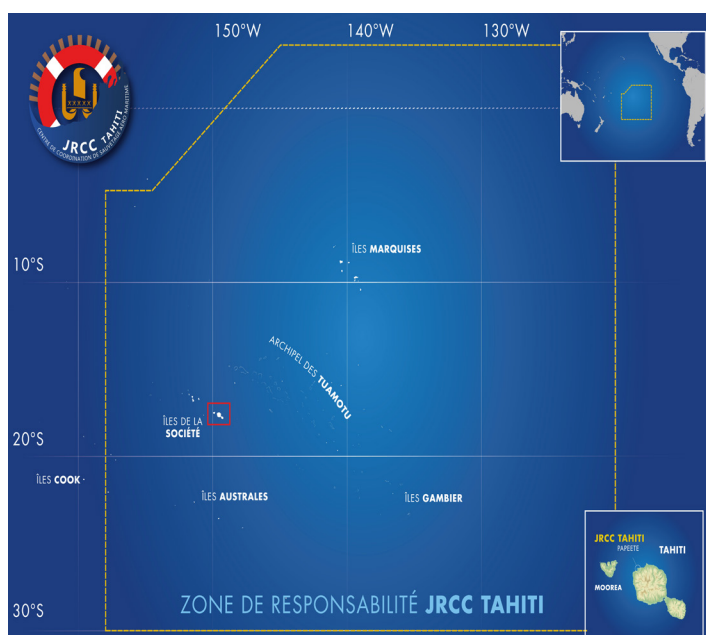 150°W
140°W
130°W
JRCC TAHITI
CENTRE DE COORDINATION DE SAUVETAGE AÉRO-MARITIME
ÎLES MARQUISES
10°S
ARCHIPEL DES TUAMOTU
ÎLES DE LA
SOCIÉTÉ
20°S
ÎLES COOK
ÎLES AUSTRALES
ÎLES GAMBIER
JRCC TAHITI
PAPEETE
TAHITI
MOOREA
ZONE DE RESPONSABILITÉ JRCC TAHITI
30°S